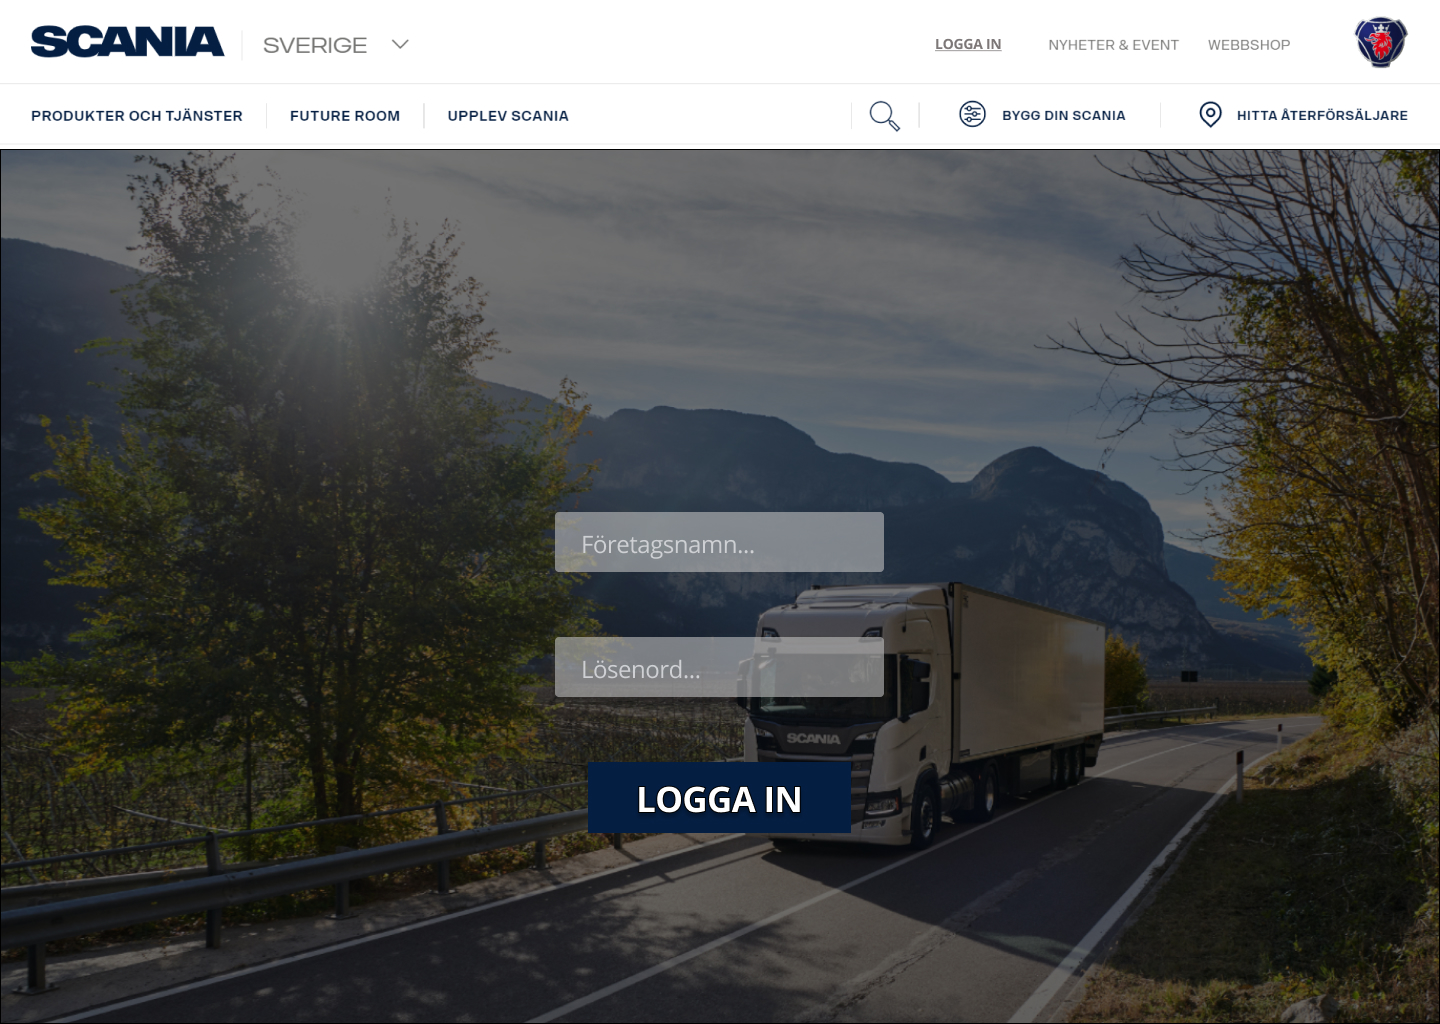 SCANIA
SVERIGE
LOGGA IN
NYHETER & EVENT
WEBBSHOP
PRODUKTER OCH TJÄNSTER
FUTURE ROOM
UPPLEV SCANIA
BYGG DIN SCANIA
HITTA ÅTERFÖRSÄLJARE
Företagsnamn...
Lösenord...
SCANIA
LOGGA IN